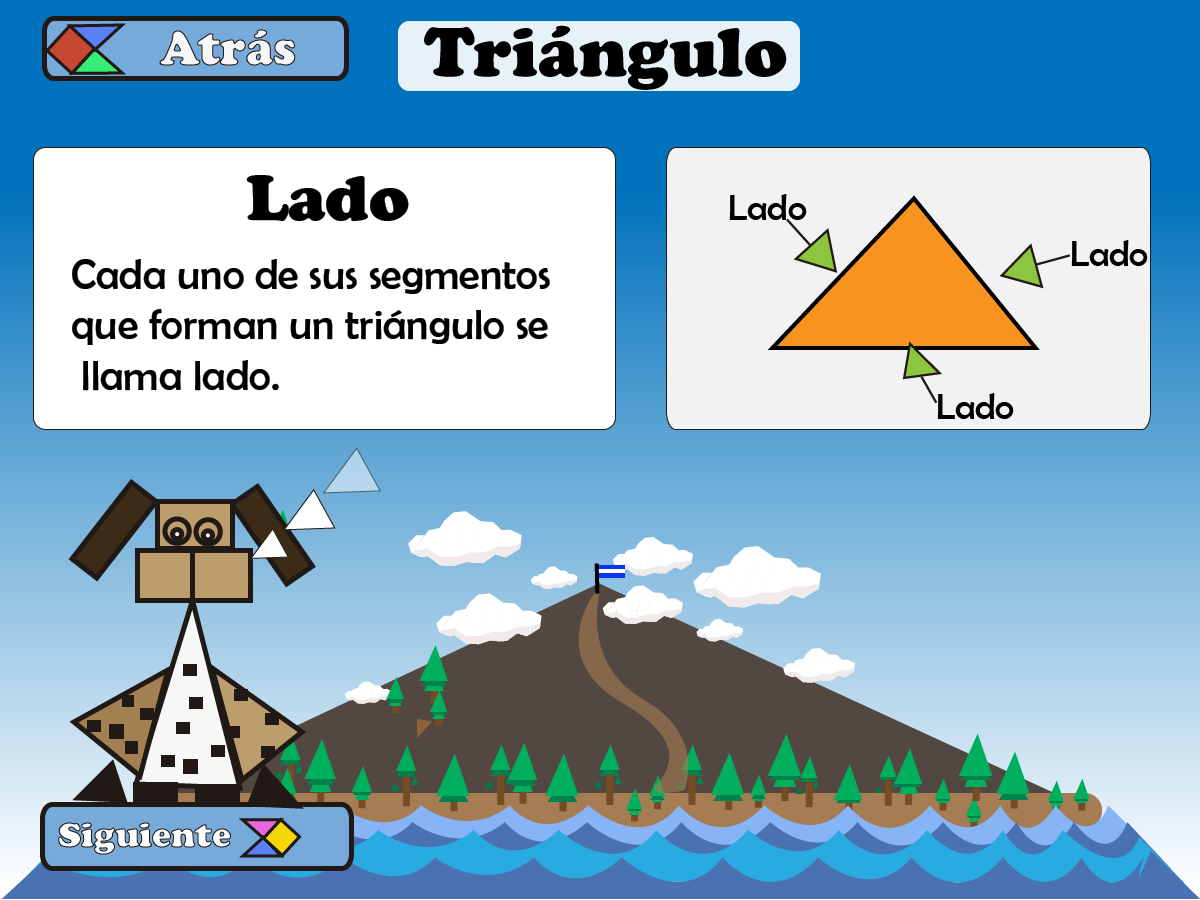 Atrás
Triángulo
Lado
Cada uno de sus segmentos
que forman un triángulo se
llama lado.
Lado
Lado
Lado
Siguiente